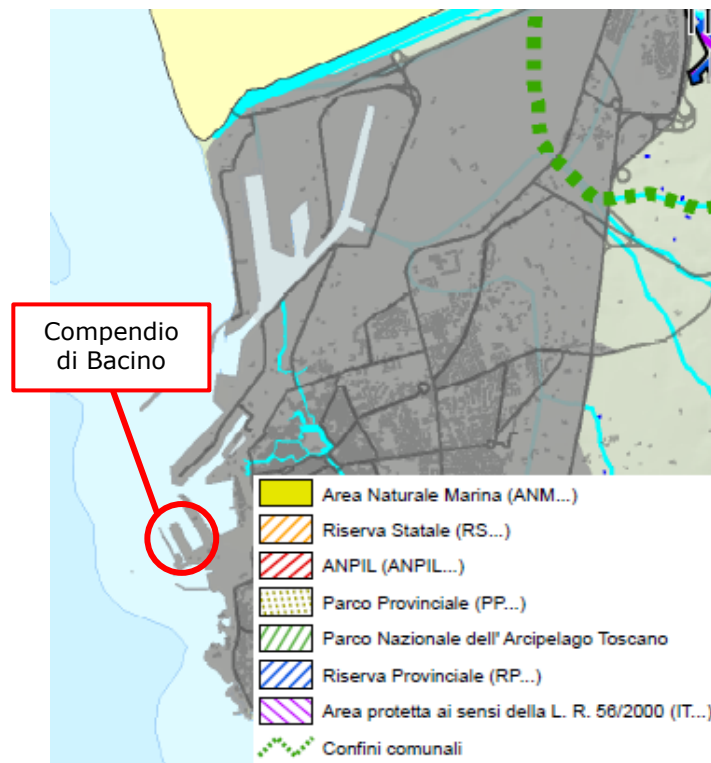 Compendio
di Bacino
Area Naturale Marina (ANM...)
Riserva Statale (RS...)
ANPIL (ANPIL...)
Parco Provinciale (PP...)
Parco Nazionale dell' Arcipelago Toscano
Riserva Provinciale (RP...)
Area protetta ai sensi della L. R. 56/2000 (IT...)
Confini comunali